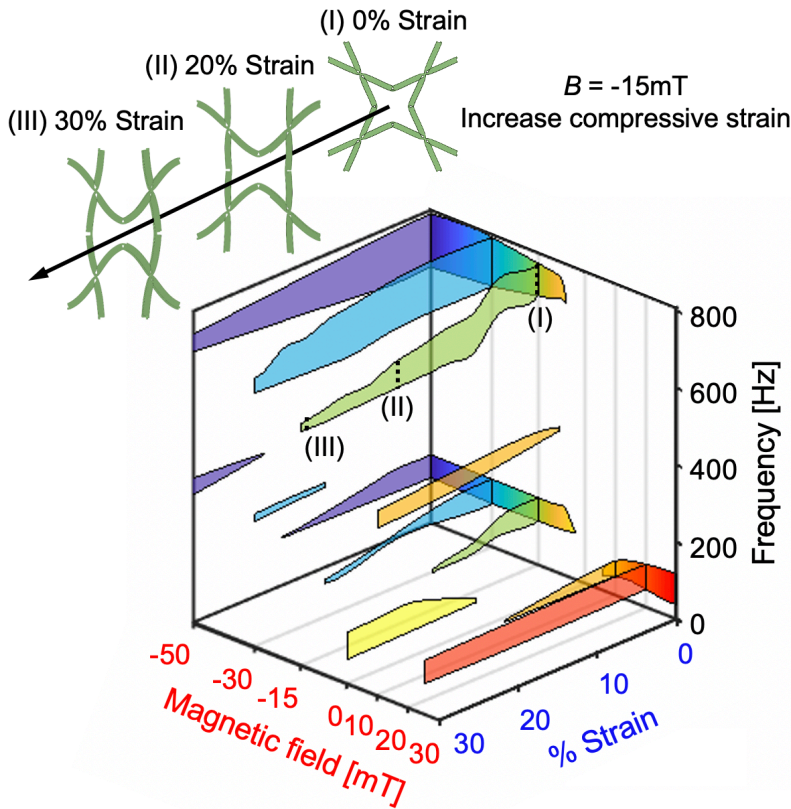 (I) 0% Strain
(II) 20% Strain
(III) 30% Strain
B = -15mT
Increase compressive strain
(I)
(II)
(III)
800
600
400
200
0
Frequency [Hz]
-50
-30
-15
0
10
20
30
Magnetic field [mT]
0
10
20
30
% Strain